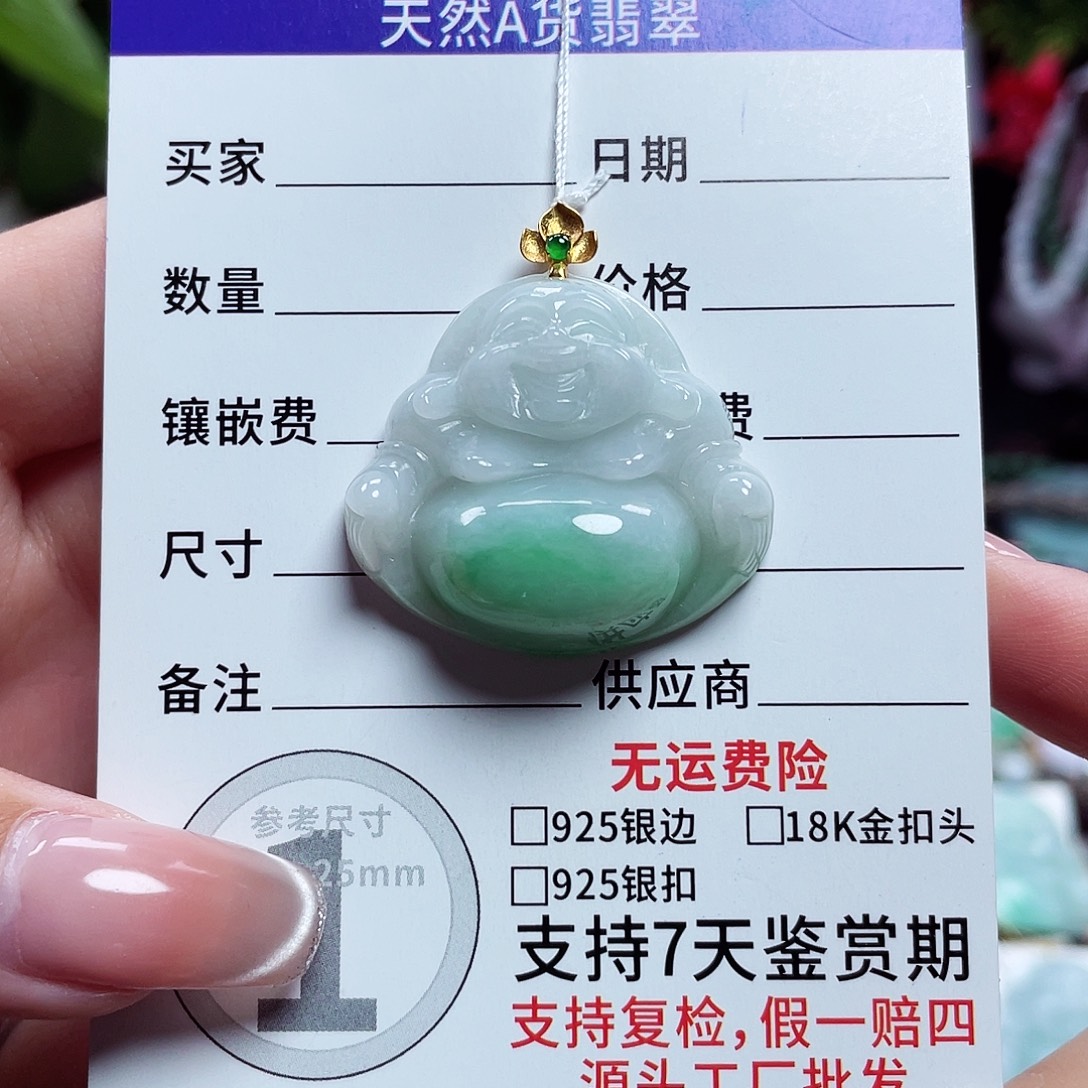 天然A货翡翠
买家 日期
数量 价格
镶嵌费 费
尺寸
备注 供应商
无运费险
参考尺寸
□925银边 □18K金扣头
25mm
□925银扣
1
支持7天鉴赏期
支持复检,假一赔四
源头工厂批发